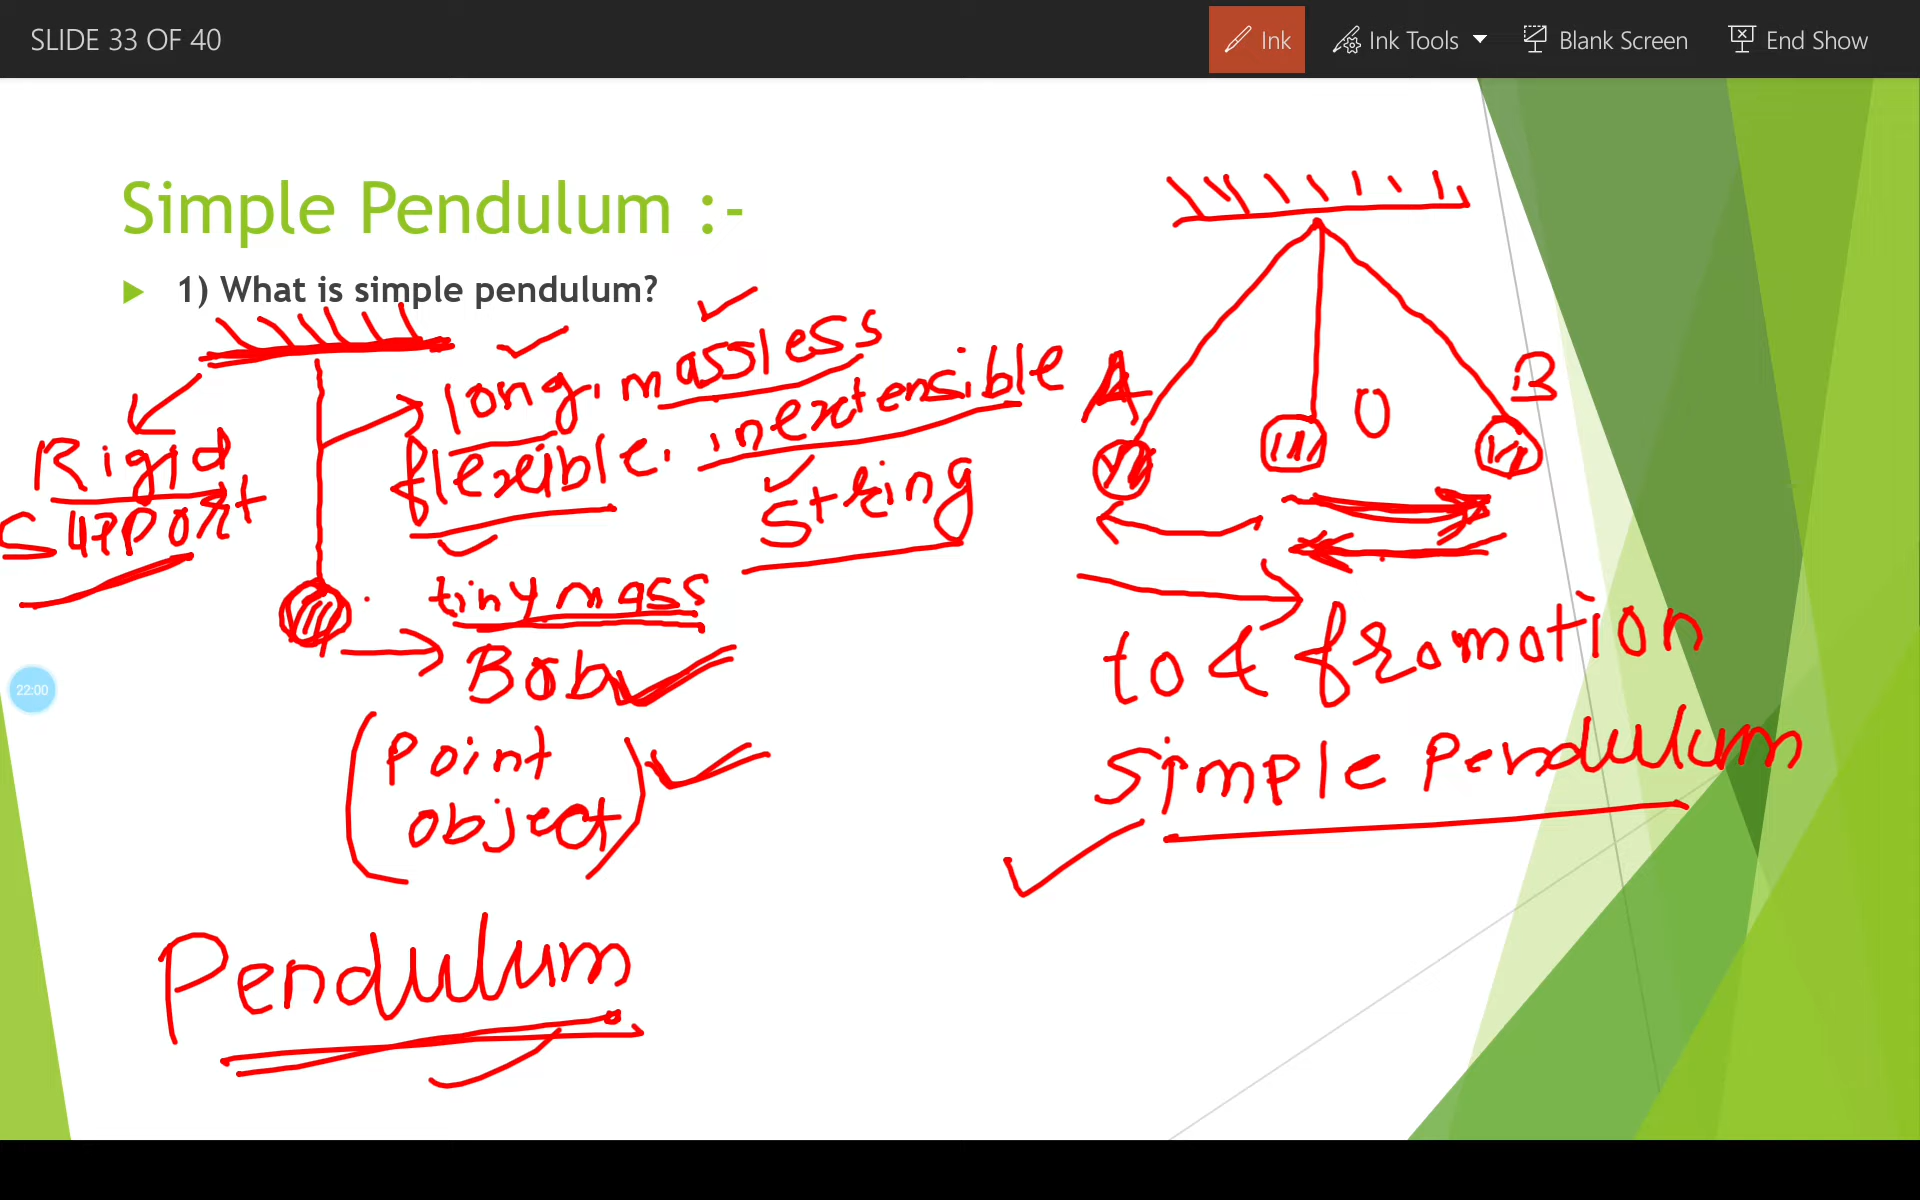 SLIDE 33 OF 40
Ink
Ink Tools
Blank Screen
End Show
Simple Pendulum :-
1) What is simple pendulum?
long, massless
flexible, inextensible
string
Rigid
Support
tiny mass
Bob
(Point
object)
Pendulum
A
O
B
to & fro motion
simple Pendulum
22:00